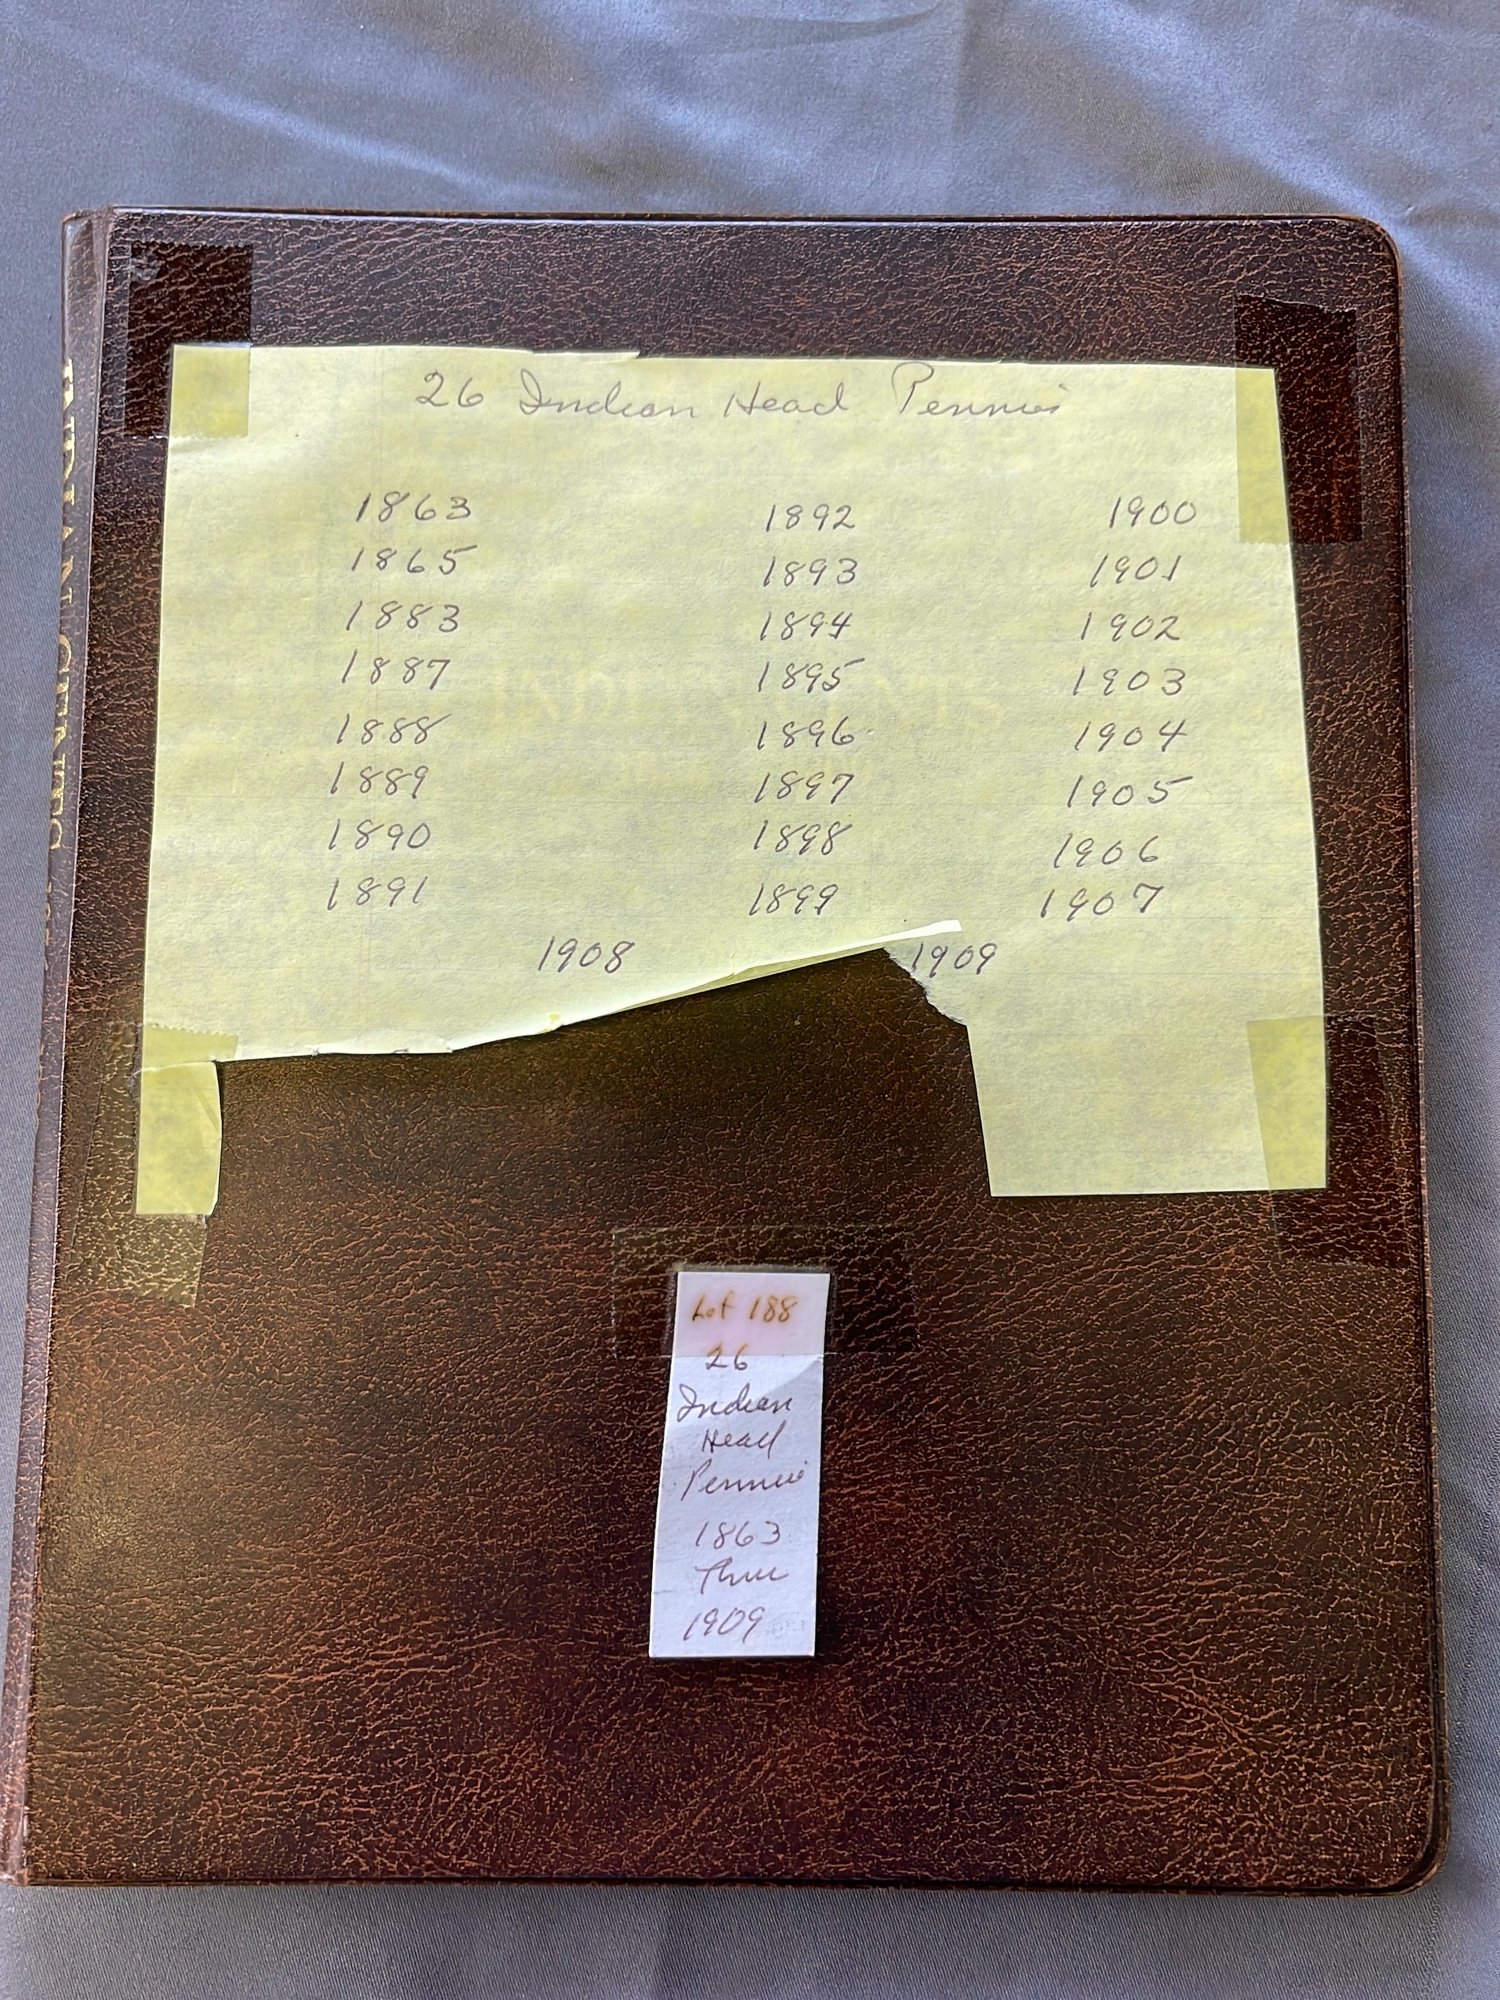 26 Indian Head Pennies
1863 1892 1900
1865 1893 1901
1883 1894 1902
1887 1895 1903
1888 1896 1904
1889 1897 1905
1890 1898 1906
1891 1899 1907
1908 1909
Lot 188
26
Indian
Head
Pennies
1863
Thru
1909
INDIAN CENTS